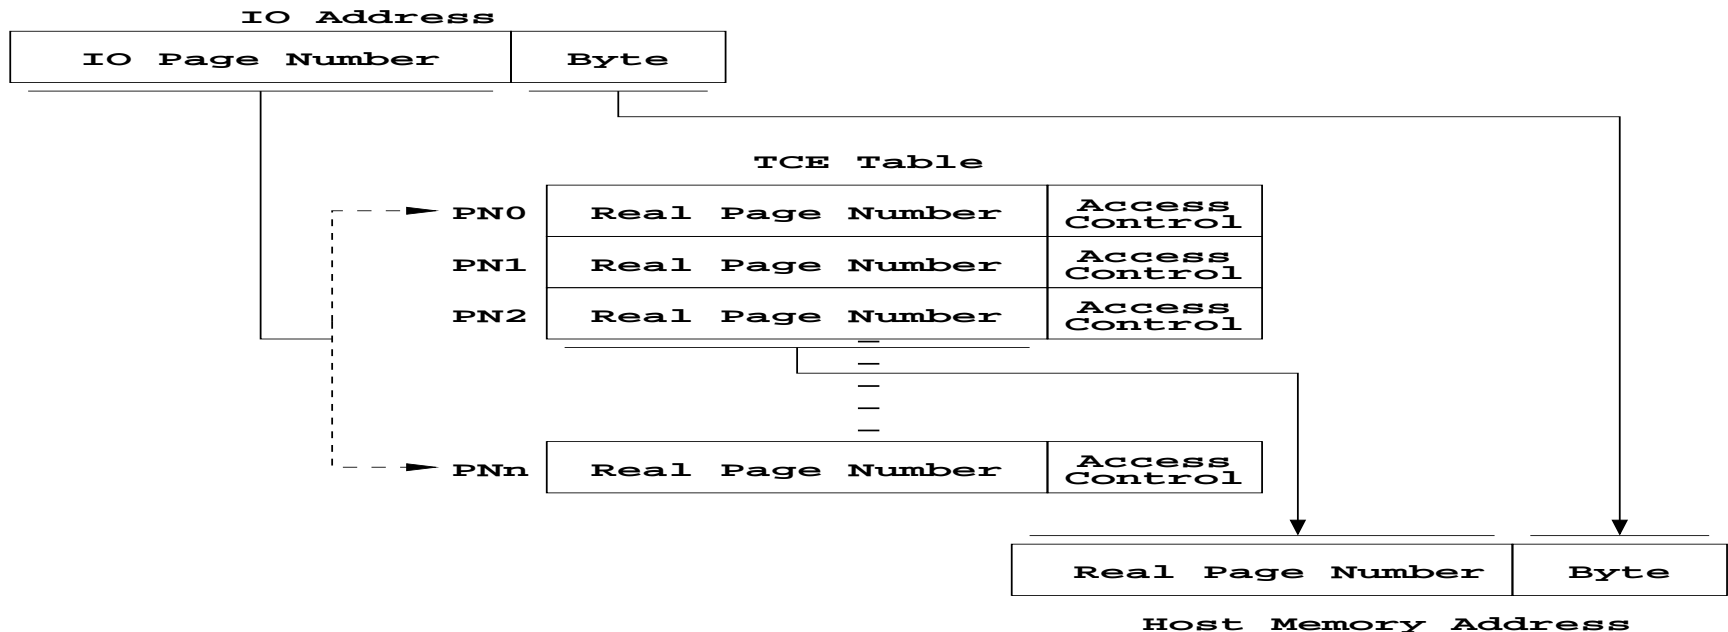 IO Address
IO Page Number Byte
TCE Table
PN0 Real Page Number Access Control
PN1 Real Page Number Access Control
PN2 Real Page Number Access Control
PNn Real Page Number Access Control
Real Page Number Byte
Host Memory Address